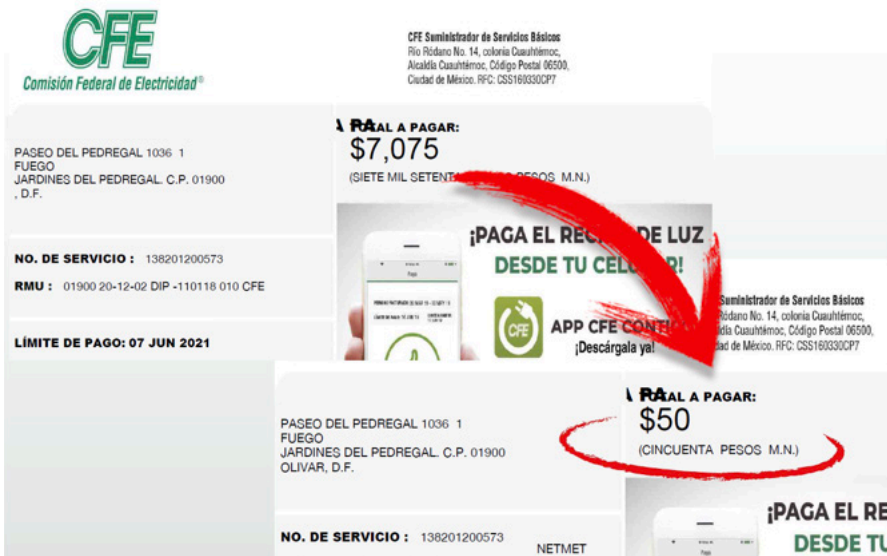 CFE
Comisión Federal de Electricidad®
CFE Suministrador de Servicios Básicos
Río Ródano No. 14, colonia Cuauhtémoc,
Alcaldía Cuauhtémoc, Código Postal 06500,
Ciudad de México. RFC: CSS160330CP7
PASEO DEL PEDREGAL 1036 1
FUEGO
JARDINES DEL PEDREGAL. C.P. 01900
, D.F.
TOTAL A PAGAR:
$7,075
(SIETE MIL SETENTA PESOS M.N.)
NO. DE SERVICIO : 138201200573
RMU : 01900 20-12-02 DIP -110118 010 CFE
LÍMITE DE PAGO: 07 JUN 2021
¡PAGA EL DE LUZ
DESDE TU
Pago
CFE
APP CFE
¡Descárgala ya!
Suministrador de Servicios Básicos
Ródano No. 14, colonia Cuauhtémoc,
Cuauhtémoc, Código Postal 06500,
de México. RFC: CSS160330CP7
PASEO DEL PEDREGAL 1036 1
FUEGO
JARDINES DEL PEDREGAL. C.P. 01900
OLIVAR, D.F.
TOTAL A PAGAR:
$50
(CINCUENTA PESOS M.N.)
NO. DE SERVICIO : 138201200573
NETMET
¡PAGA EL RE
DESDE TU
Pago